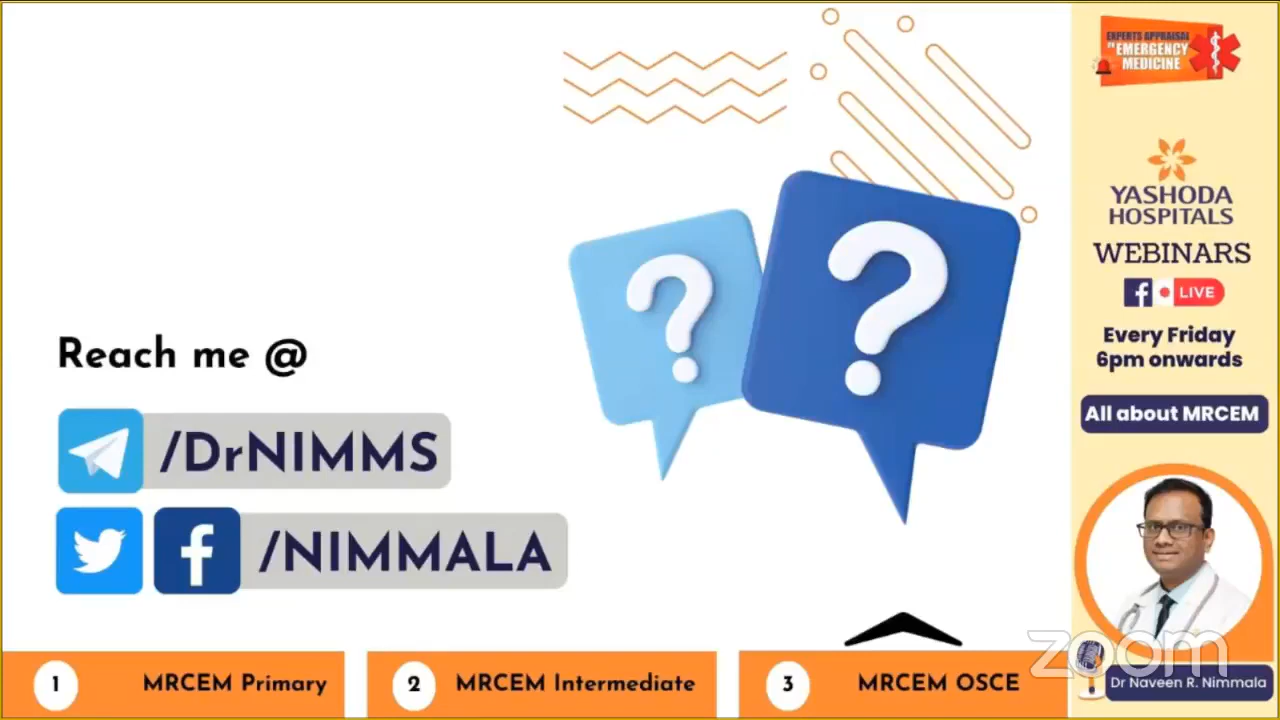 Reach me @
/DrNIMMS
/NIMMALA
1 MRCEM Primary
2 MRCEM Intermediate
3 MRCEM OSCE
EXPERTS APPRAISAL
IN EMERGENCY
MEDICINE
YASHODA
HOSPITALS
WEBINARS
LIVE
Every Friday
6pm onwards
All about MRCEM
zoom
Dr Naveen R. Nimmala